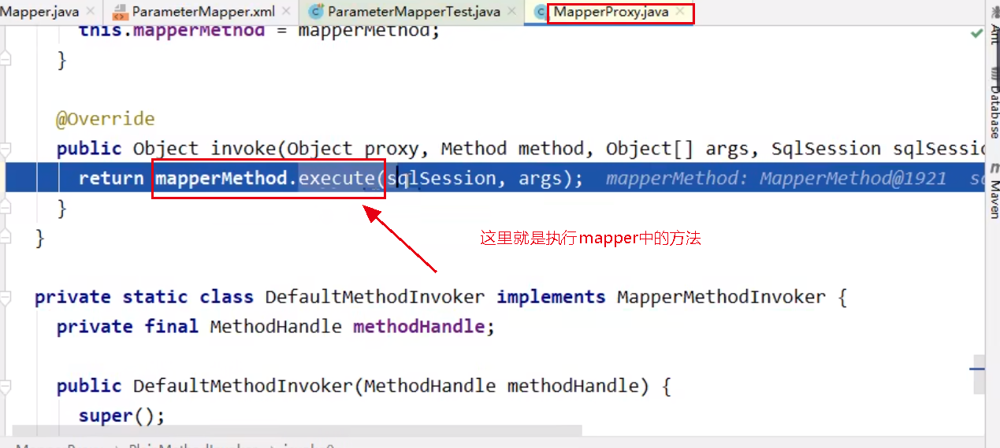 Mapper.java ParameterMapper.xml ParameterMapperTest.java MapperProxy.java
this.mapperMethod = mapperMethod;
}
@Override
public Object invoke(Object proxy, Method method, Object[] args, SqlSession sqlSessio
return mapperMethod.execute(sqlSession, args); mapperMethod: MapperMethod@1921
}
}
这里就是执行mapper中的方法
private static class DefaultMethodInvoker implements MapperMethodInvoker {
private final MethodHandle methodHandle;
public DefaultMethodInvoker(MethodHandle methodHandle) {
super();
Ant
Database
Maven